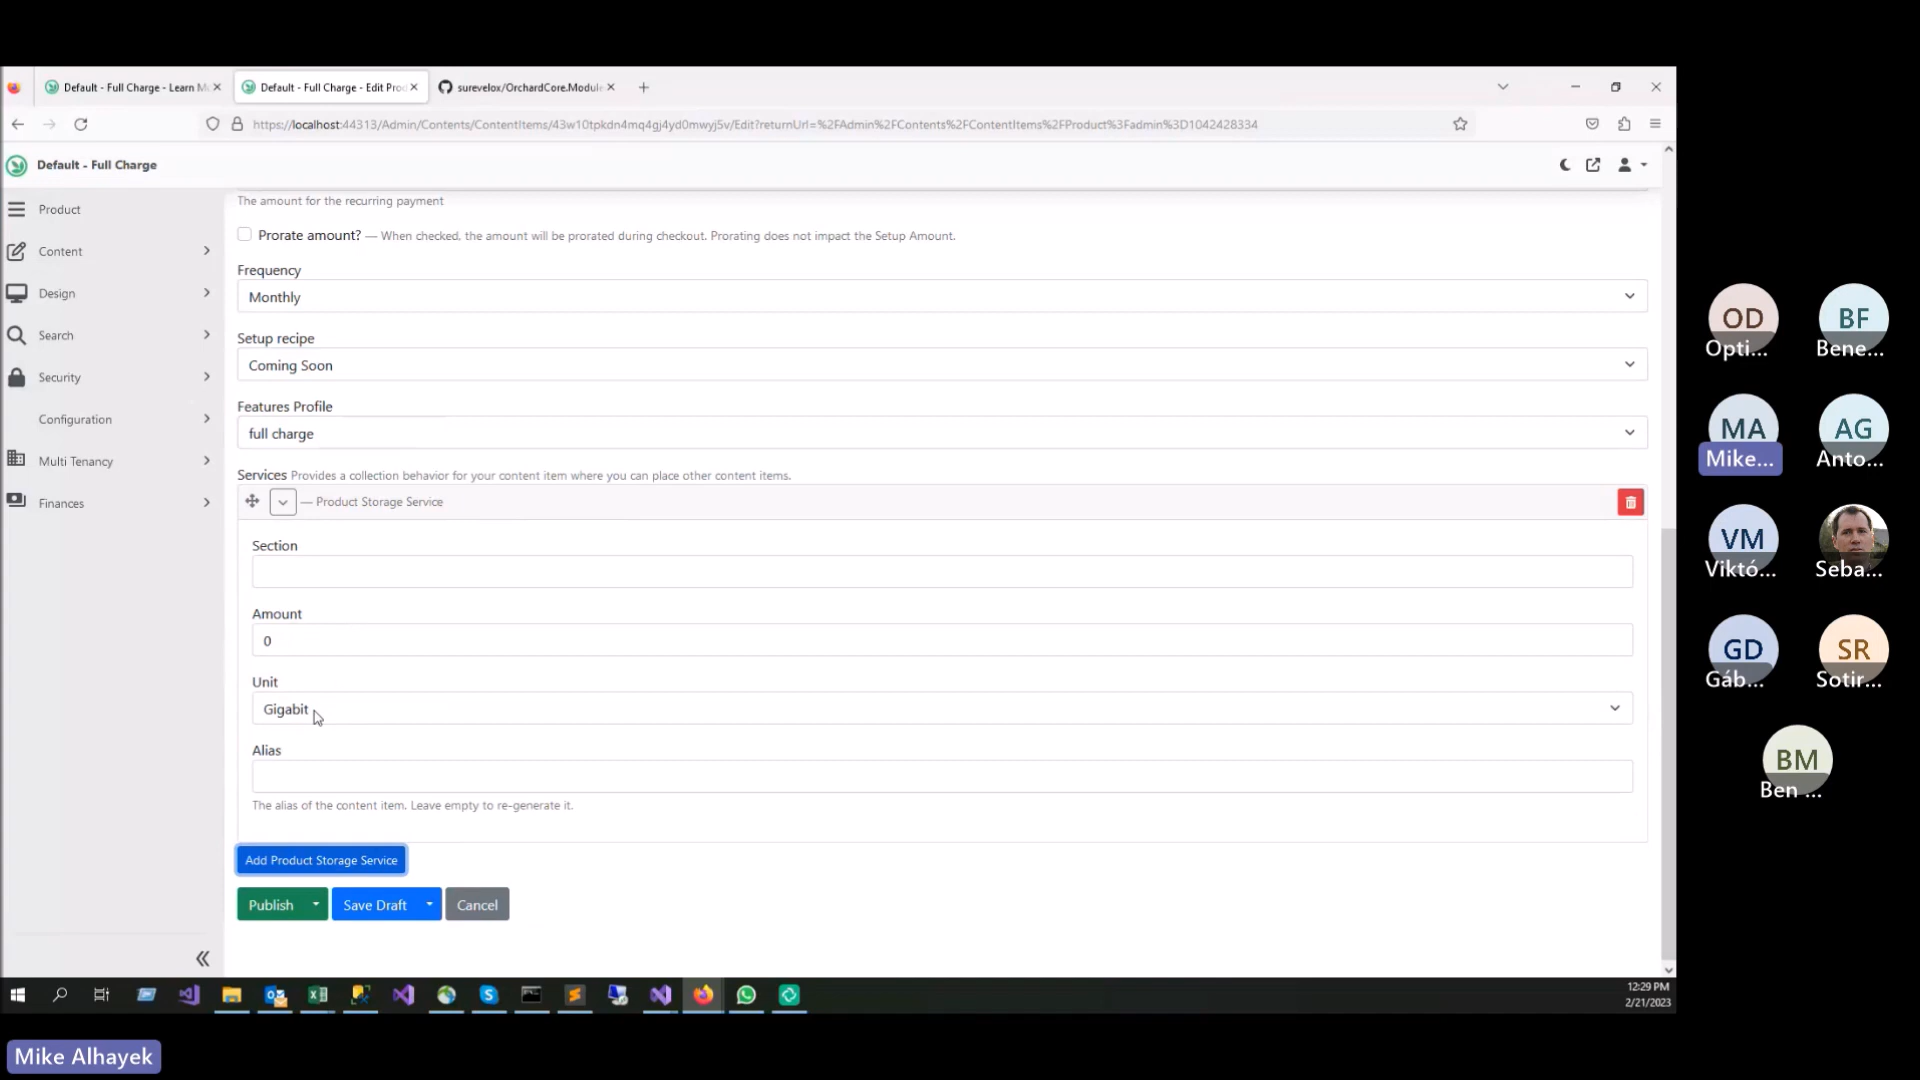 Default - Full Charge - Learn M
Default - Full Charge - Edit Proc
surevelox/OrchardCore.Module
https://localhost:44313/Admin/Contents/ContentItems/43w10tpkdn4mq4gj4yd0mwyj5v/Edit?returnUrl=%2FAdmin%2FContents%2FContentItems%2FProduct%3Fadmin%3D1042428334
Default - Full Charge
Product
Content
Design
Search
Security
Configuration
Multi Tenancy
Finances
The amount for the recurring payment
Prorate amount? — When checked, the amount will be prorated during checkout. Prorating does not impact the Setup Amount.
Frequency
Monthly
Setup recipe
Coming Soon
Features Profile
full charge
Services Provides a collection behavior for your content item where you can place other content items.
— Product Storage Service
Section
Amount
0
Unit
Gigabit
Alias
The alias of the content item. Leave empty to re-generate it.
Add Product Storage Service
Publish
Save Draft
Cancel
12:29 PM
2/21/2023
OD
Opti...
BF
Bene...
MA
Mike...
AG
Anto...
VM
Viktó...
Seba...
GD
Gáb...
SR
Sotir...
BM
Ben ...
Mike Alhayek